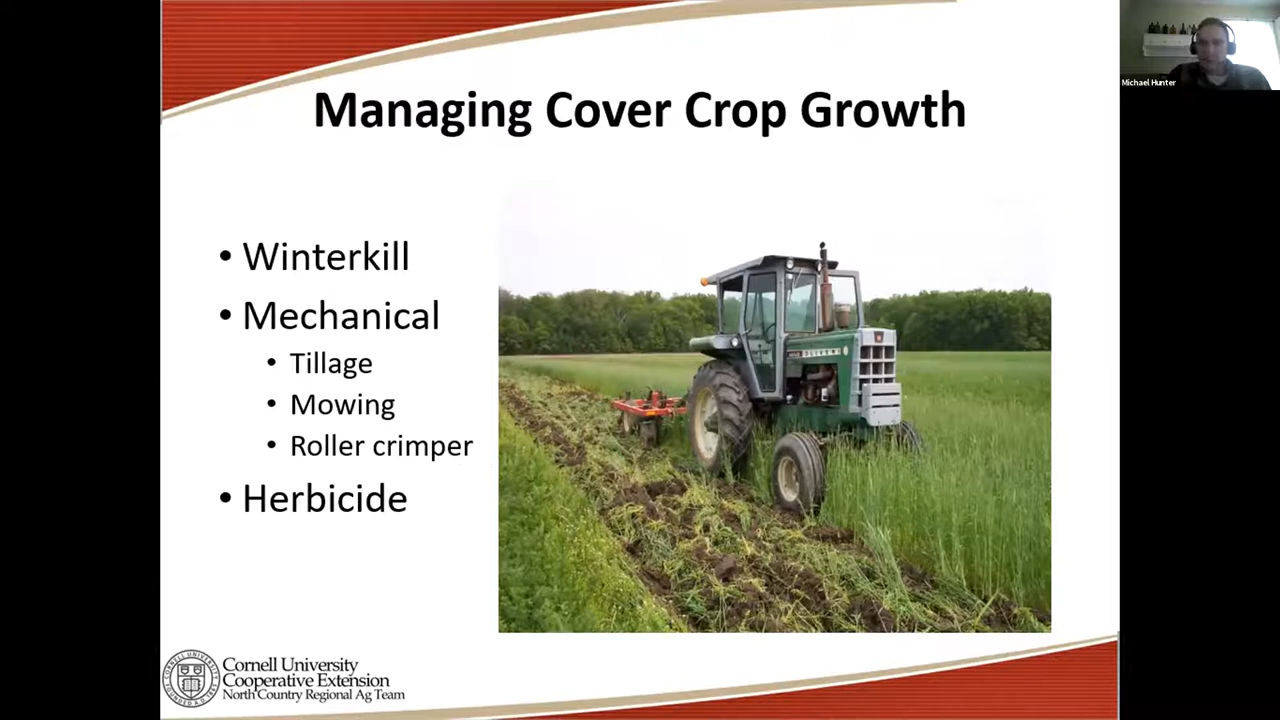 Managing Cover Crop Growth
Michael Hunter
• Winterkill
• Mechanical
• Tillage
• Mowing
• Roller crimper
• Herbicide
OLIVER
Cornell University
Cooperative Extension
North Country Regional Ag Team